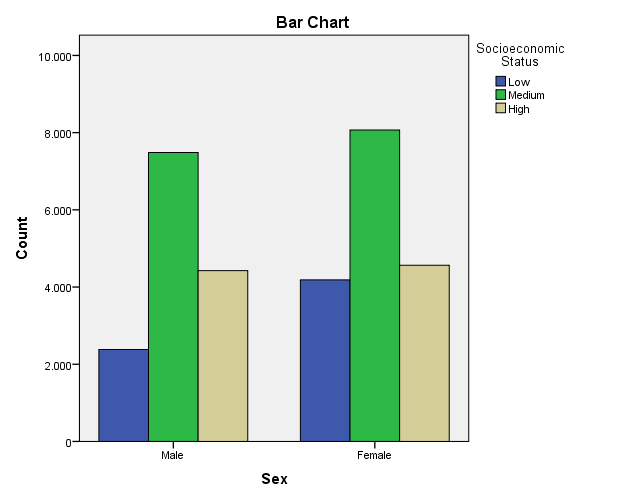 Bar Chart
Socioeconomic
Status
Low
Medium
High
10.000
8.000
6.000
4.000
2.000
0
Count
Male
Female
Sex